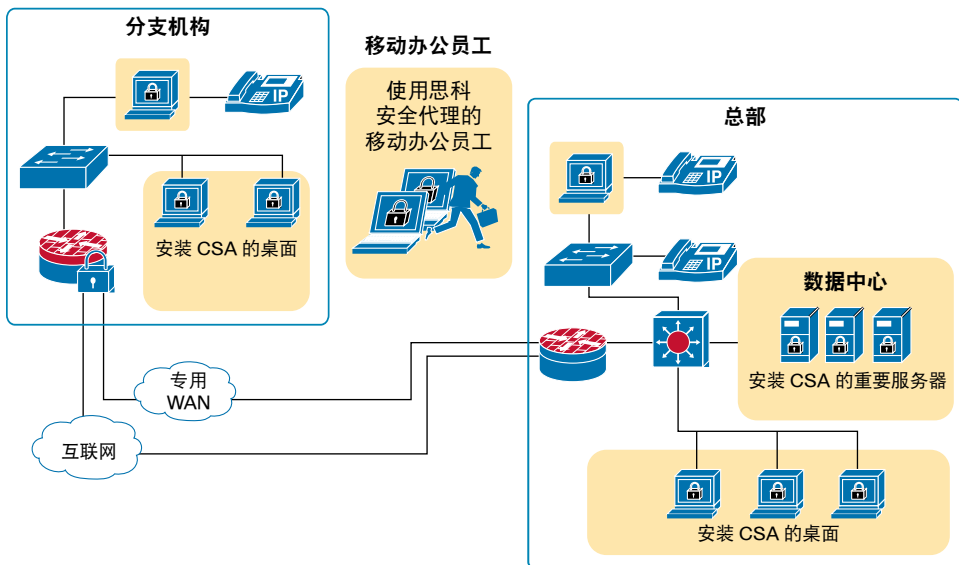 分支机构
IP
安装 CSA 的桌面
移动办公员工
使用思科
安全代理的
移动办公员工
总部
IP
IP
数据中心
安装 CSA 的重要服务器
专用
WAN
互联网
安装 CSA 的桌面